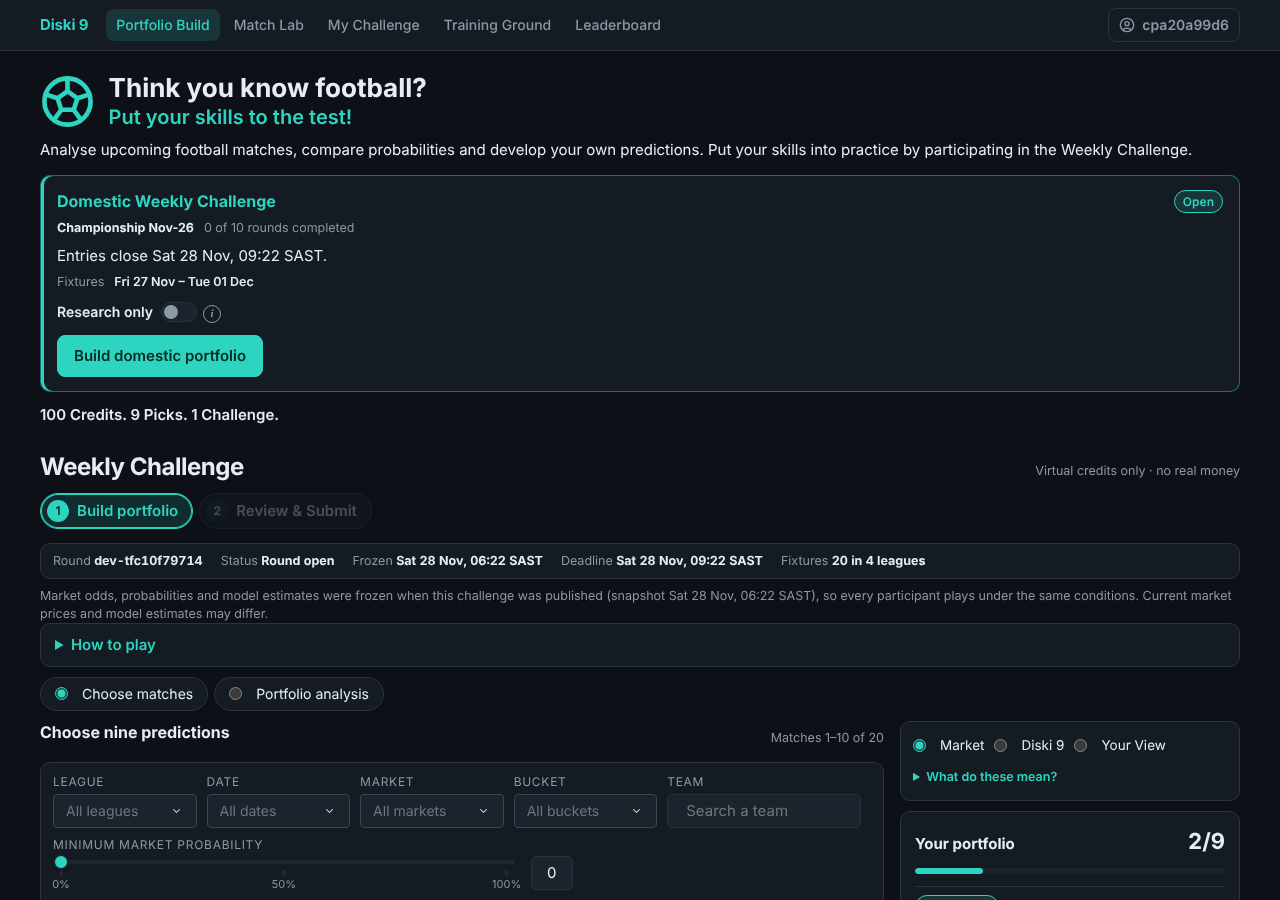 Diski 9 Portfolio Build Match Lab My Challenge Training Ground Leaderboard cpa20a99d6
Think you know football?
Put your skills to the test!
Analyse upcoming football matches, compare probabilities and develop your own predictions. Put your skills into practice by participating in the Weekly Challenge.
Domestic Weekly Challenge Open
Championship Nov-26 0 of 10 rounds completed
Entries close Sat 28 Nov, 09:22 SAST.
Fixtures Fri 27 Nov – Tue 01 Dec
Research only i
Build domestic portfolio
100 Credits. 9 Picks. 1 Challenge.
Weekly Challenge Virtual credits only · no real money
1 Build portfolio 2 Review & Submit
Round dev-tfc10f79714 Status Round open Frozen Sat 28 Nov, 06:22 SAST Deadline Sat 28 Nov, 09:22 SAST Fixtures 20 in 4 leagues
Market odds, probabilities and model estimates were frozen when this challenge was published (snapshot Sat 28 Nov, 06:22 SAST), so every participant plays under the same conditions. Current market
prices and model estimates may differ.
How to play
Choose matches Portfolio analysis
Choose nine predictions Matches 1–10 of 20
LEAGUE DATE MARKET BUCKET TEAM
All leagues All dates All markets All buckets Search a team
MINIMUM MARKET PROBABILITY
0
0% 50% 100%
Market Diski 9 Your View
What do these mean?
Your portfolio 2/9